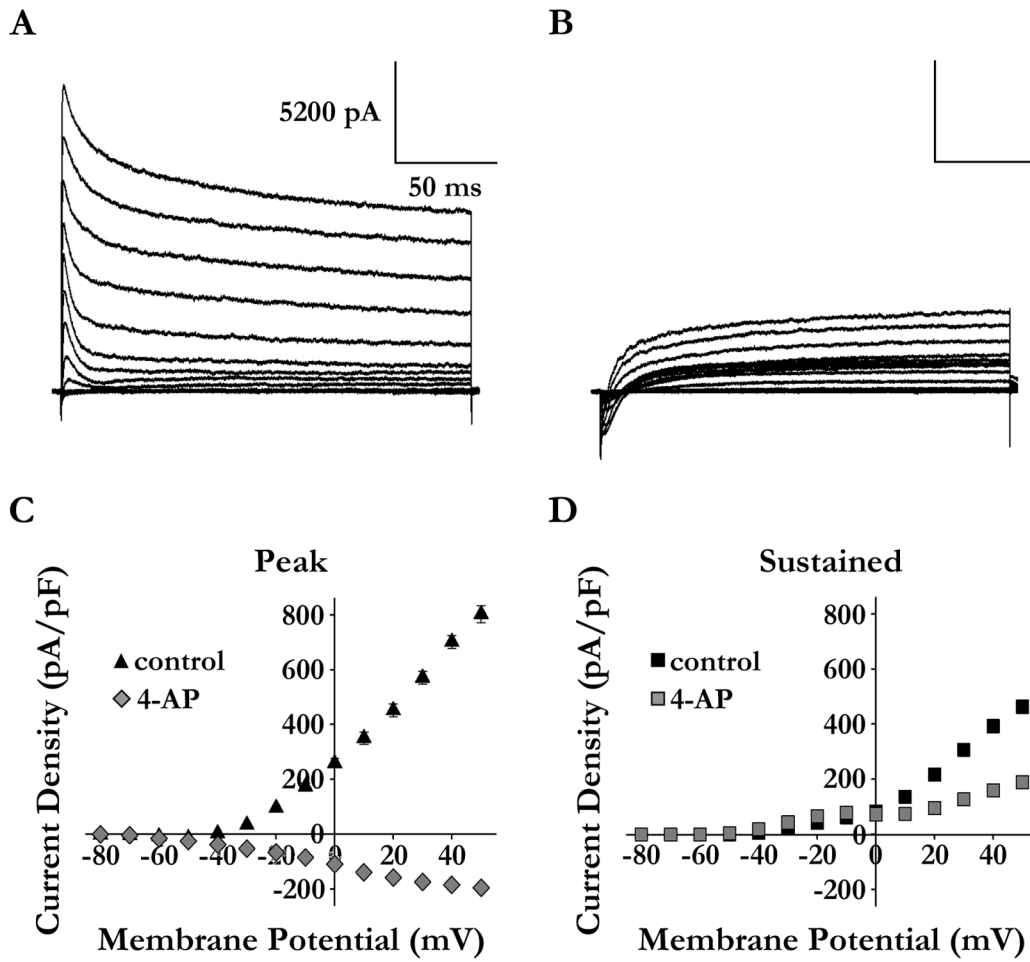 A
B
5200 pA
50 ms
C
D
Peak
Sustained
Current Density (pA/pF)
800
600
400
200
0
-200
-80 -60 -40 -20 0 20 40
control
4-AP
Membrane Potential (mV)
Current Density (pA/pF)
800
600
400
200
0
-200
-80 -60 -40 -20 0 20 40
control
4-AP
Membrane Potential (mV)